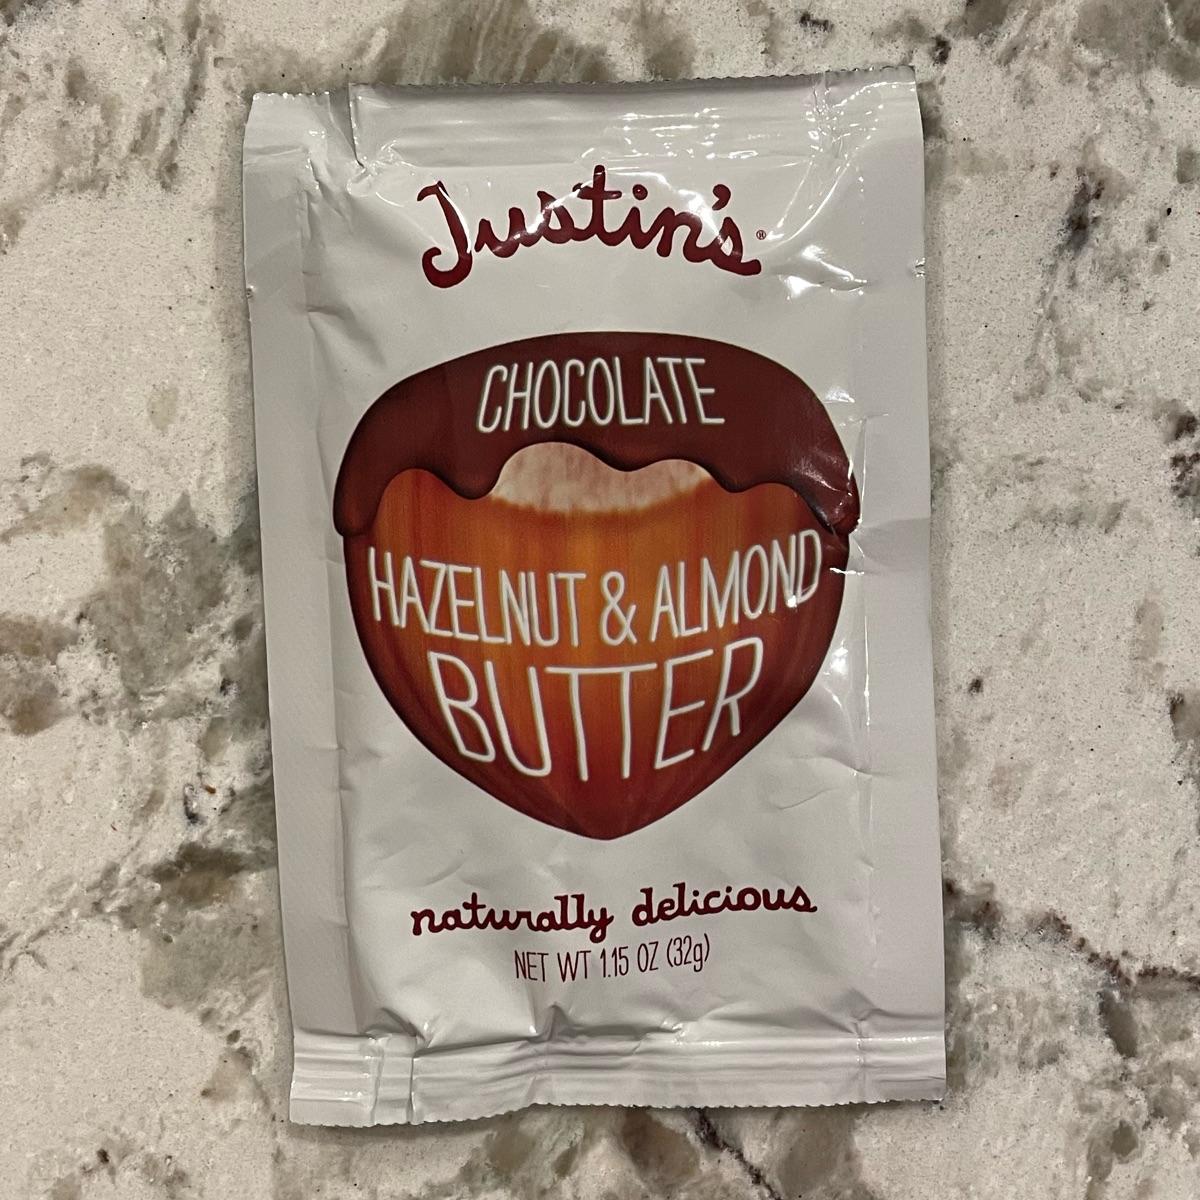 Justin's®
CHOCOLATE
HAZELNUT & ALMOND
BUTTER
naturally delicious
NET WT 1.15 OZ (32g)